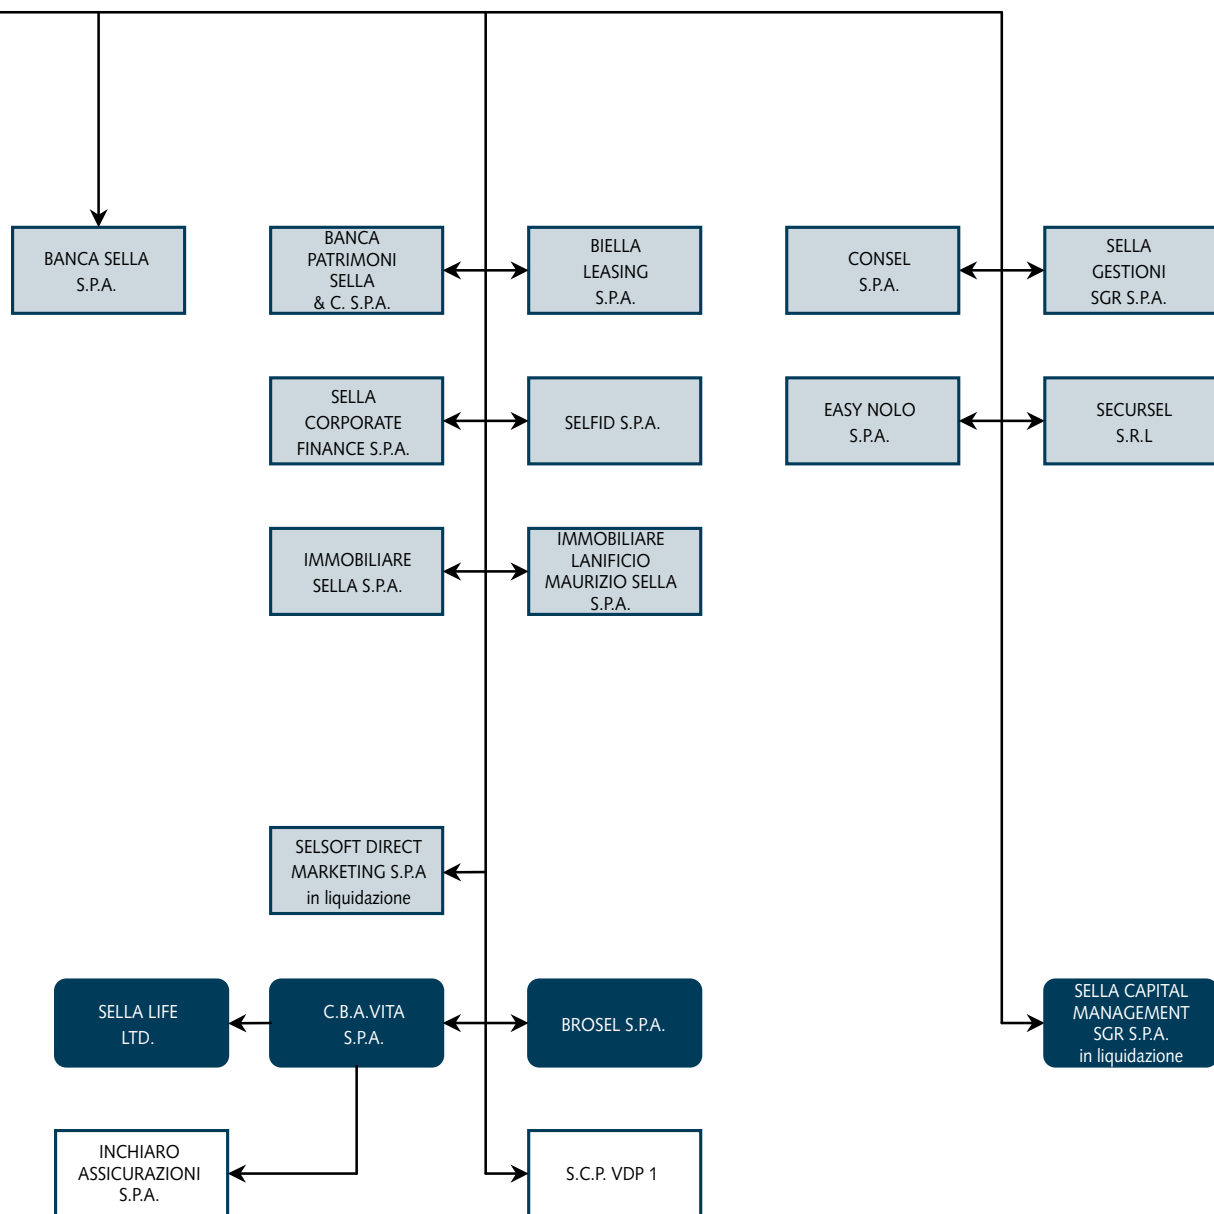 BANCA SELLA
S.P.A.
BANCA
PATRIMONI
SELLA
& C. S.P.A.
BIELLA
LEASING
S.P.A.
CONSEL
S.P.A.
SELLA
GESTIONI
SGR S.P.A.
SELLA
CORPORATE
FINANCE S.P.A.
SELFID S.P.A.
EASY NOLO
S.P.A.
SECURSEL
S.R.L
IMMOBILIARE
SELLA S.P.A.
IMMOBILIARE
LANIFICIO
MAURIZIO SELLA
S.P.A.
SELSOFT DIRECT
MARKETING S.P.A
in liquidazione
SELLA LIFE
LTD.
C.B.A.VITA
S.P.A.
BROSEL S.P.A.
SELLA CAPITAL
MANAGEMENT
SGR S.P.A.
in liquidazione
INCHIARO
ASSICURAZIONI
S.P.A.
S.C.P. VDP 1